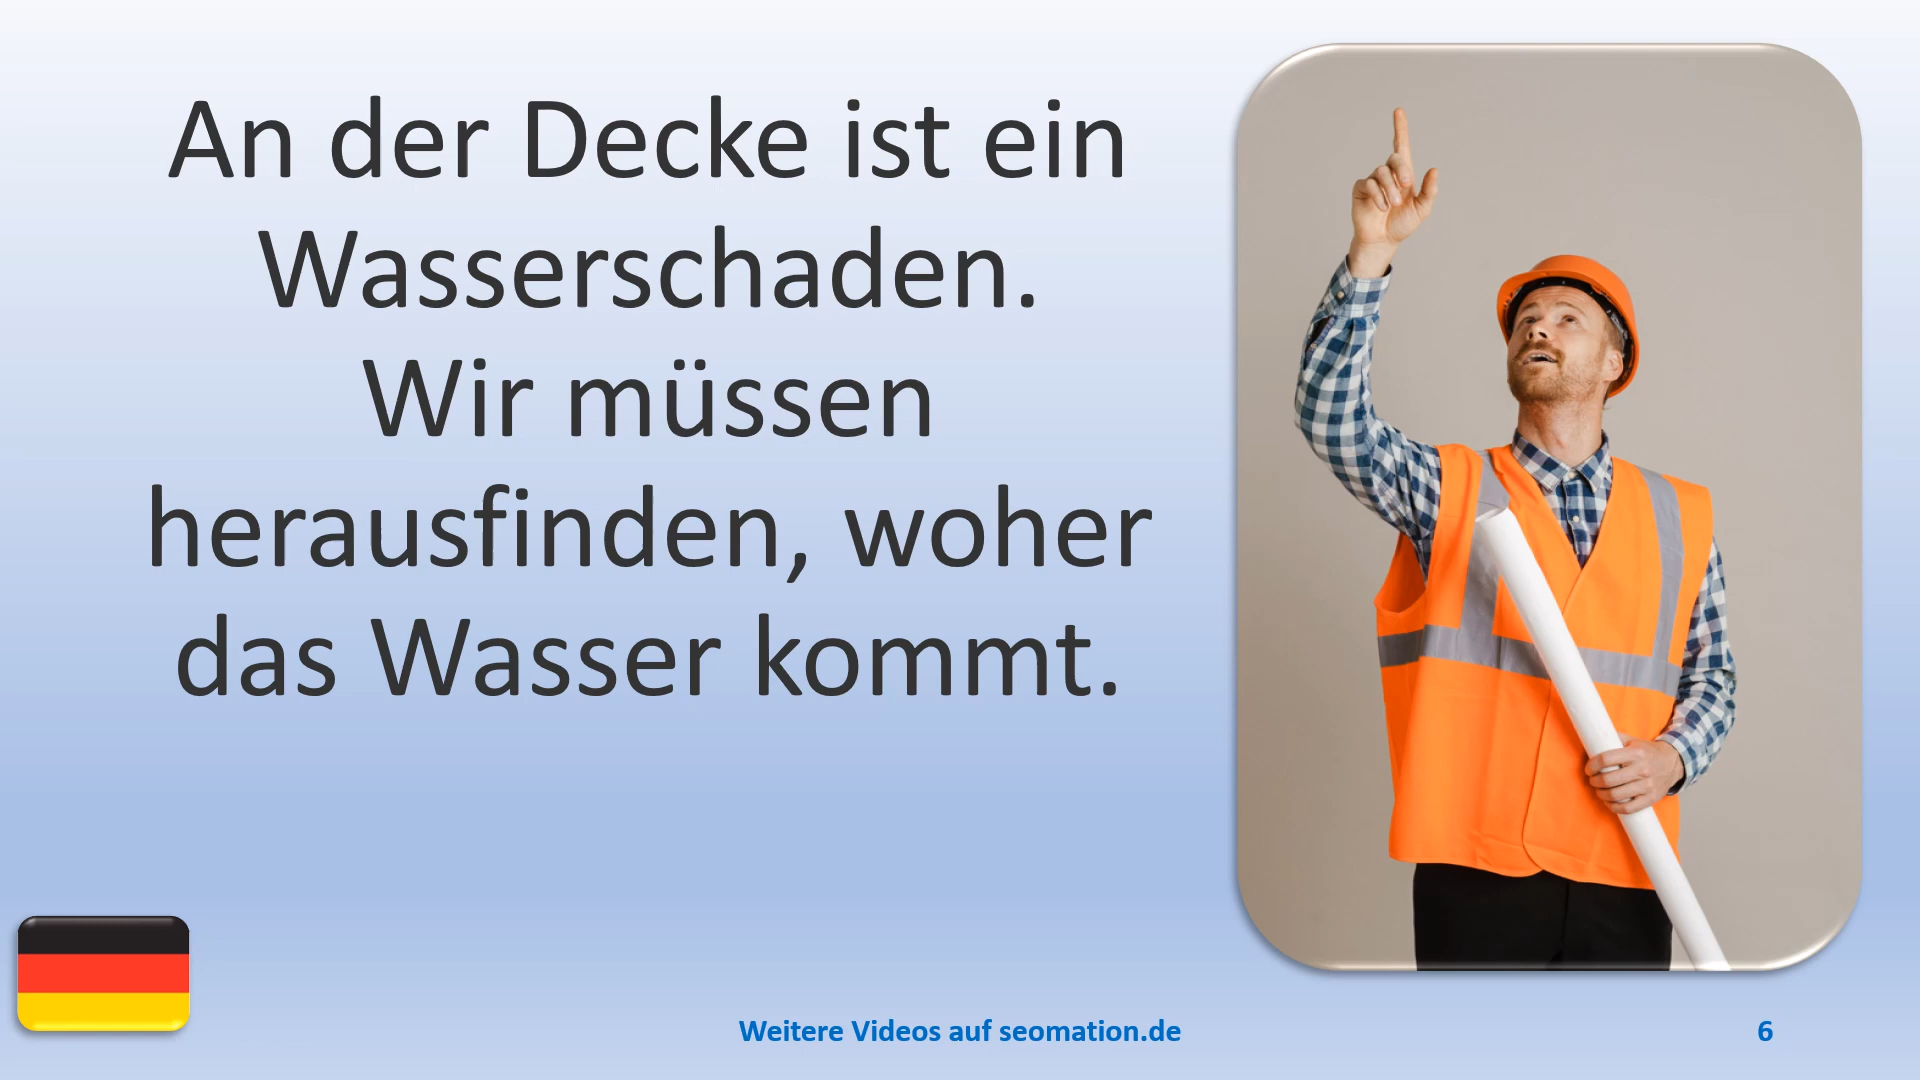 An der Decke ist ein
Wasserschaden.
Wir müssen
herausfinden, woher
das Wasser kommt.
Weitere Videos auf seomation.de
6